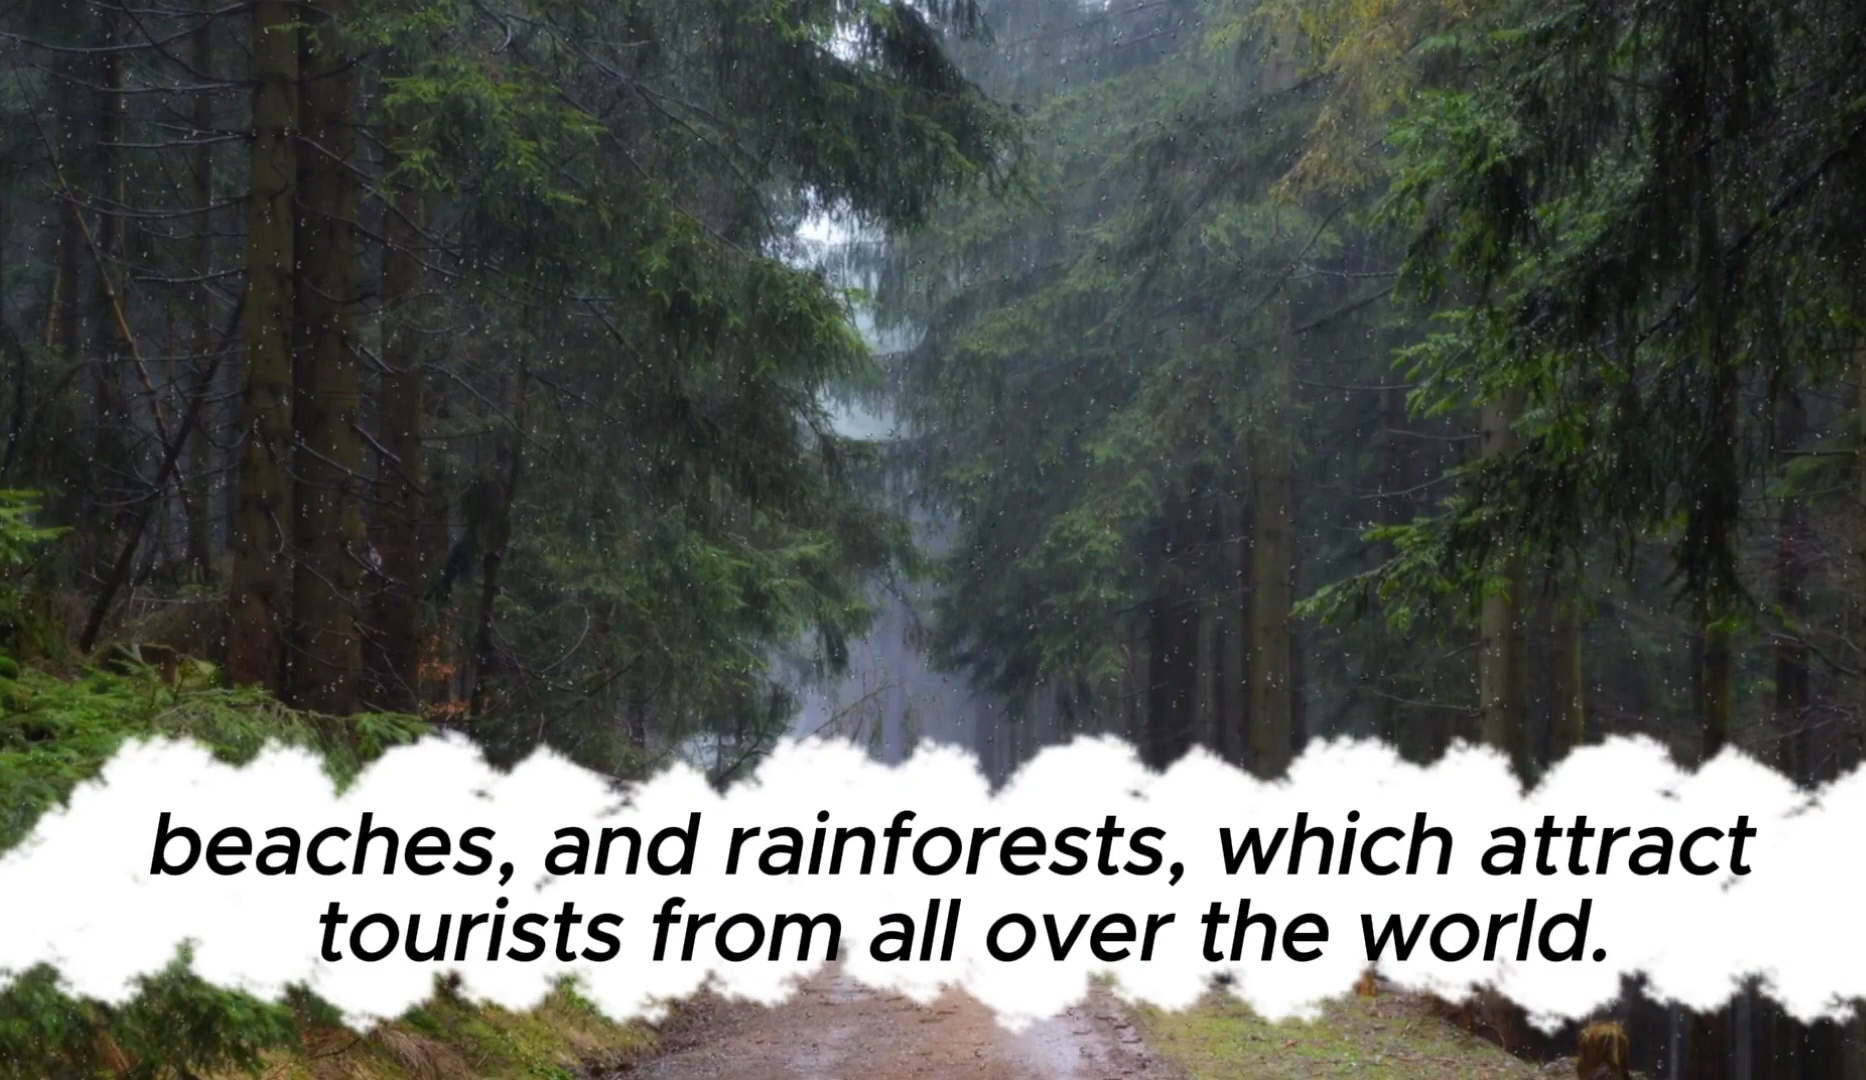 beaches, and rainforests, which attract
tourists from all over the world.